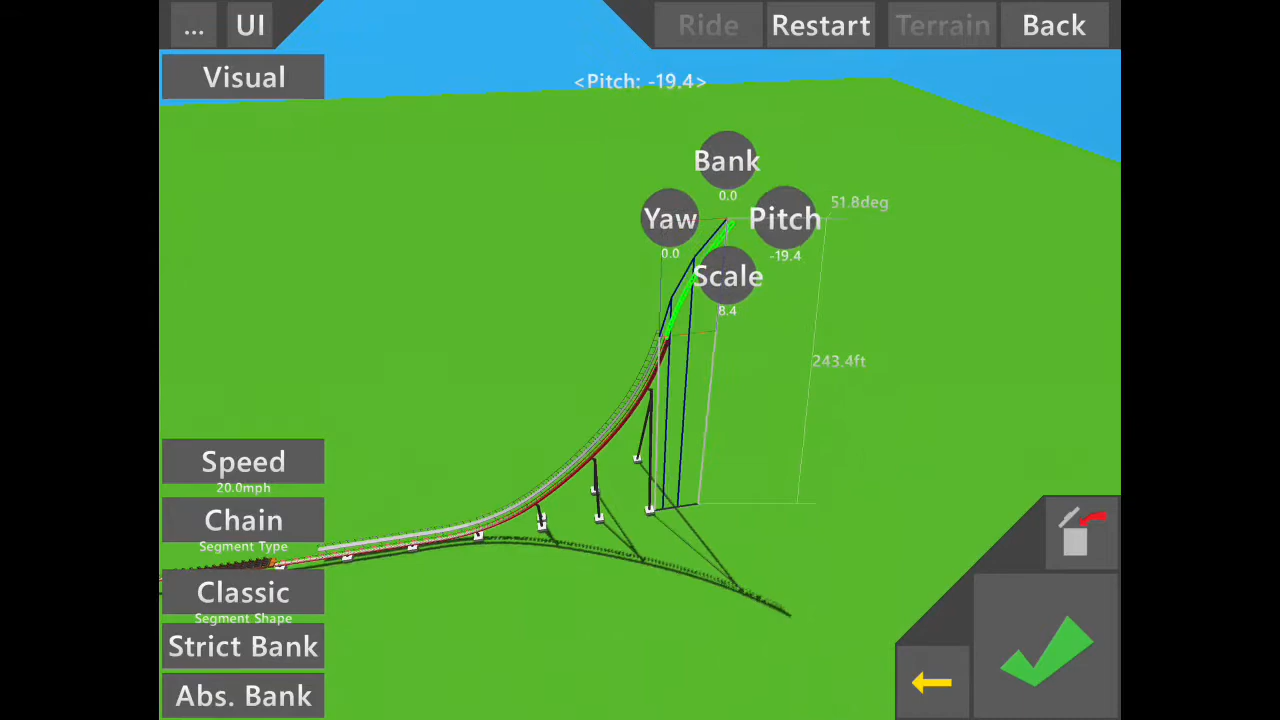 ... UI Ride Restart Terrain Back
Visual
<Pitch: -19.4>
Bank
0.0
51.8deg
Yaw Pitch
0.0 -19.4
Scale
8.4
243.4ft
Speed
20.0mph
Chain
Segment Type
Classic
Segment Shape
Strict Bank
Abs. Bank